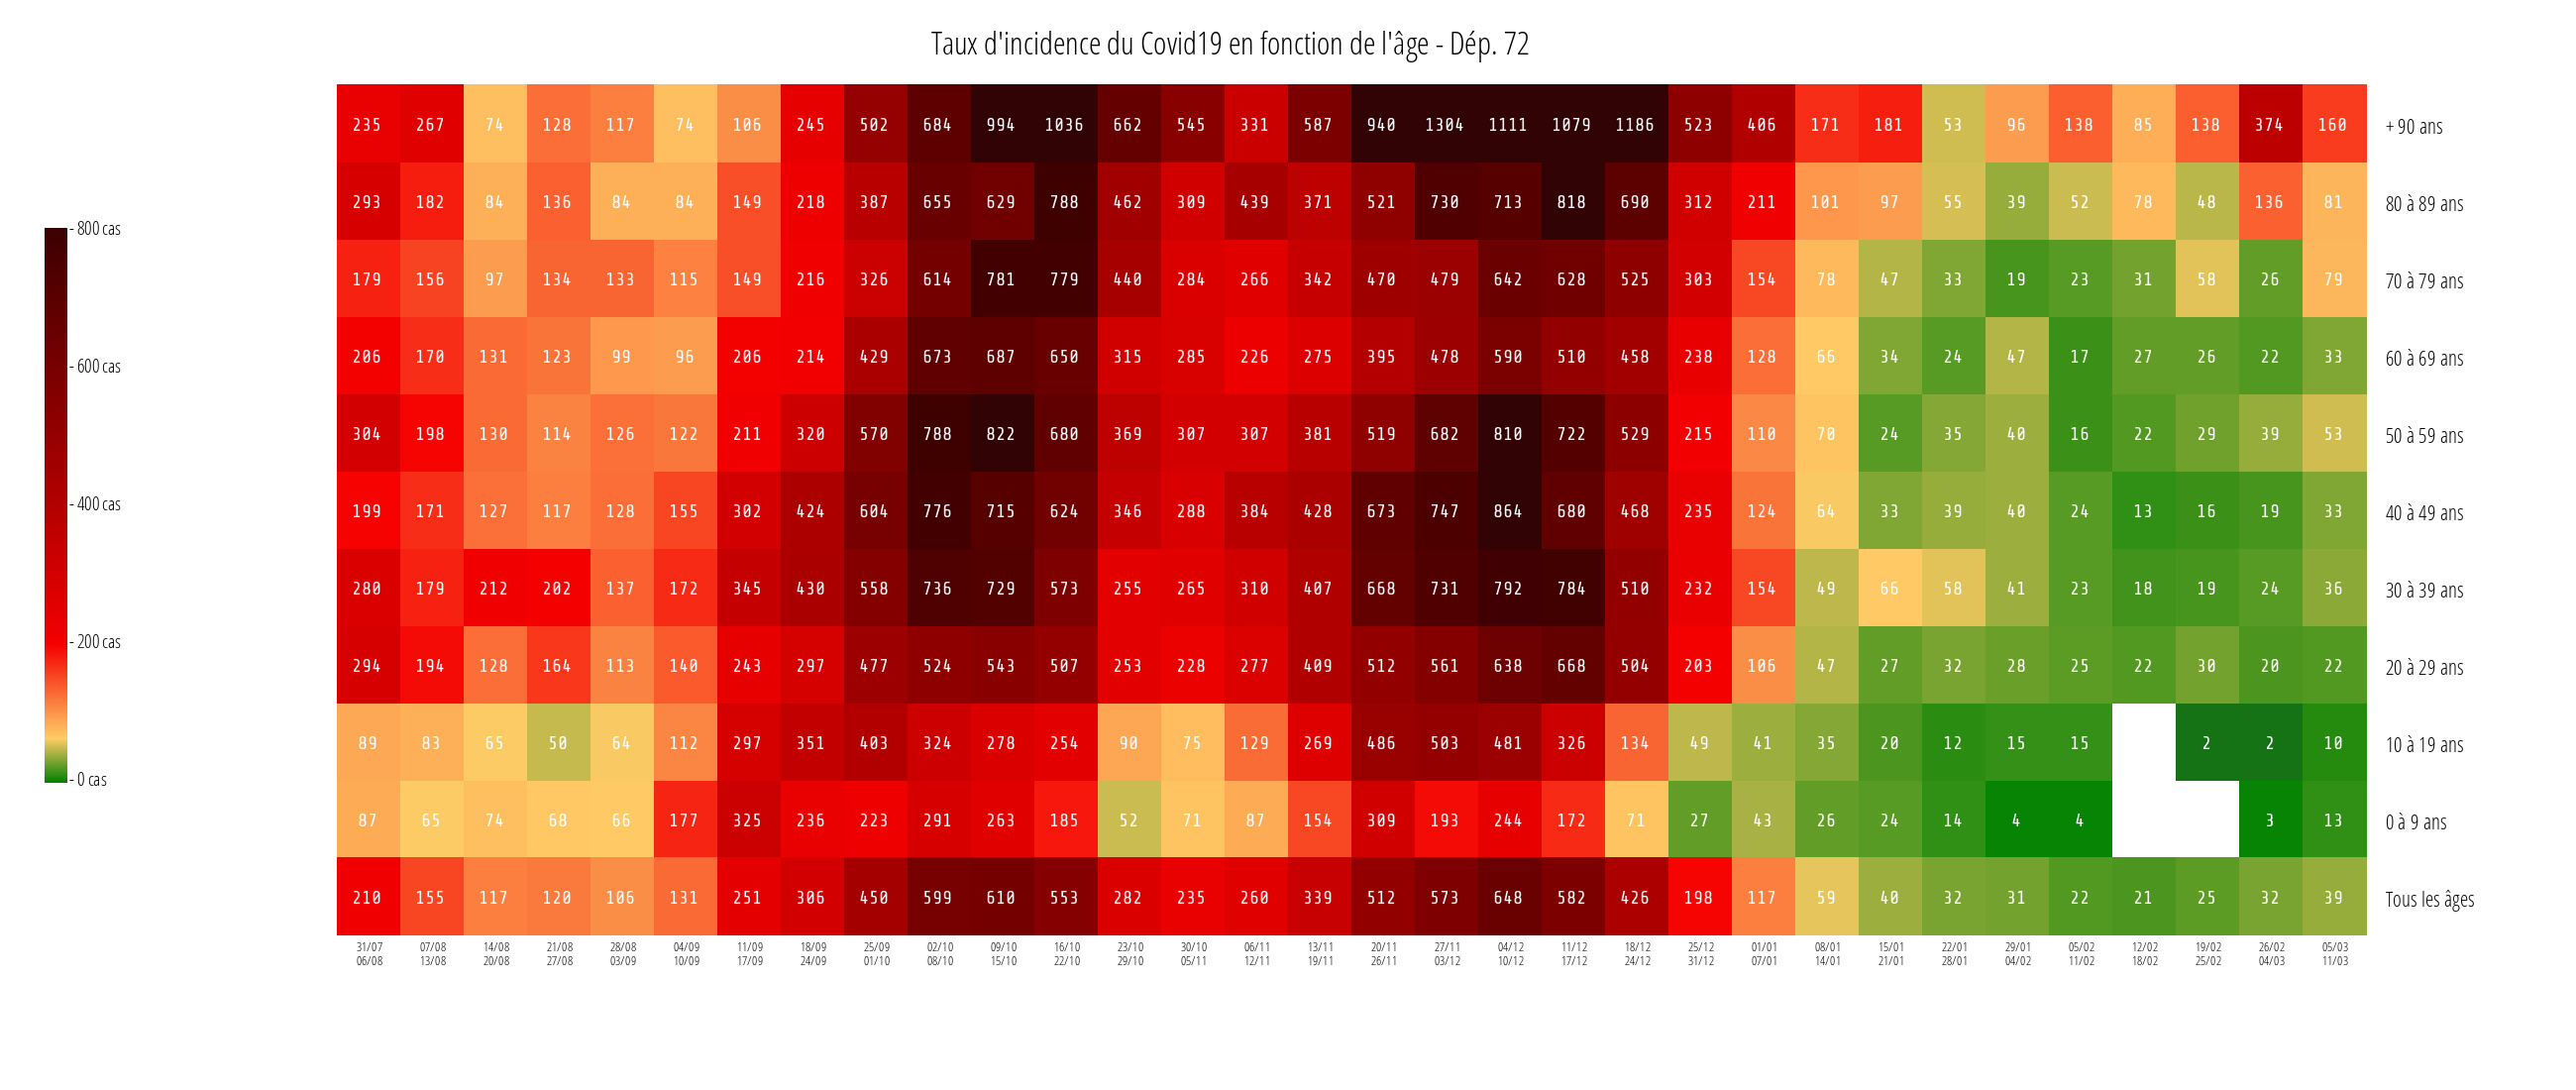 Taux d'incidence du Covid19 en fonction de l'âge - Dép. 72
235 267 74 128 117 74 106 245 502 684 994 1036 662 545 331 587 940 1304 1111 1079 1186 523 406 171 181 53 96 138 85 138 374 160 + 90 ans
293 182 84 136 84 84 149 218 387 655 629 788 462 309 439 371 521 730 713 818 690 312 211 101 97 55 39 52 78 48 136 81 80 à 89 ans
- 800 cas
179 156 97 134 133 115 149 216 326 614 781 779 440 284 266 342 470 479 642 628 525 303 154 78 47 33 19 23 31 58 26 79 70 à 79 ans
206 170 131 123 99 96 206 214 429 673 687 650 315 285 226 275 395 478 590 510 458 238 128 66 34 24 47 17 27 26 22 33 60 à 69 ans
- 600 cas
304 198 130 114 126 122 211 320 570 788 822 680 369 307 307 381 519 682 810 722 529 215 110 70 24 35 40 16 22 29 39 53 50 à 59 ans
- 400 cas
199 171 127 117 128 155 302 424 604 776 715 624 346 288 384 428 673 747 864 680 468 235 124 64 33 39 40 24 13 16 19 33 40 à 49 ans
280 179 212 202 137 172 345 430 558 736 729 573 255 265 310 407 668 731 792 784 510 232 154 49 66 58 41 23 18 19 24 36 30 à 39 ans
- 200 cas
294 194 128 164 113 140 243 297 477 524 543 507 253 228 277 409 512 561 638 668 504 203 106 47 27 32 28 25 22 30 20 22 20 à 29 ans
89 83 65 50 64 112 297 351 403 324 278 254 90 75 129 269 486 503 481 326 134 49 41 35 20 12 15 15 2 2 10 10 à 19 ans
- 0 cas
87 65 74 68 66 177 325 236 223 291 263 185 52 71 87 154 309 193 244 172 71 27 43 26 24 14 4 4 3 13 0 à 9 ans
210 155 117 120 106 131 251 306 450 599 610 553 282 235 260 339 512 573 648 582 426 198 117 59 40 32 31 22 21 25 32 39 Tous les âges
31/07 07/08 14/08 21/08 28/08 04/09 11/09 18/09 25/09 02/10 09/10 16/10 23/10 30/10 06/11 13/11 20/11 27/11 04/12 11/12 18/12 25/12 01/01 08/01 15/01 22/01 29/01 05/02 12/02 19/02 26/02 05/03
06/08 13/08 20/08 27/08 03/09 10/09 17/09 24/09 01/10 08/10 15/10 22/10 29/10 05/11 12/11 19/11 26/11 03/12 10/12 17/12 24/12 31/12 07/01 14/01 21/01 28/01 04/02 11/02 18/02 25/02 04/03 11/03